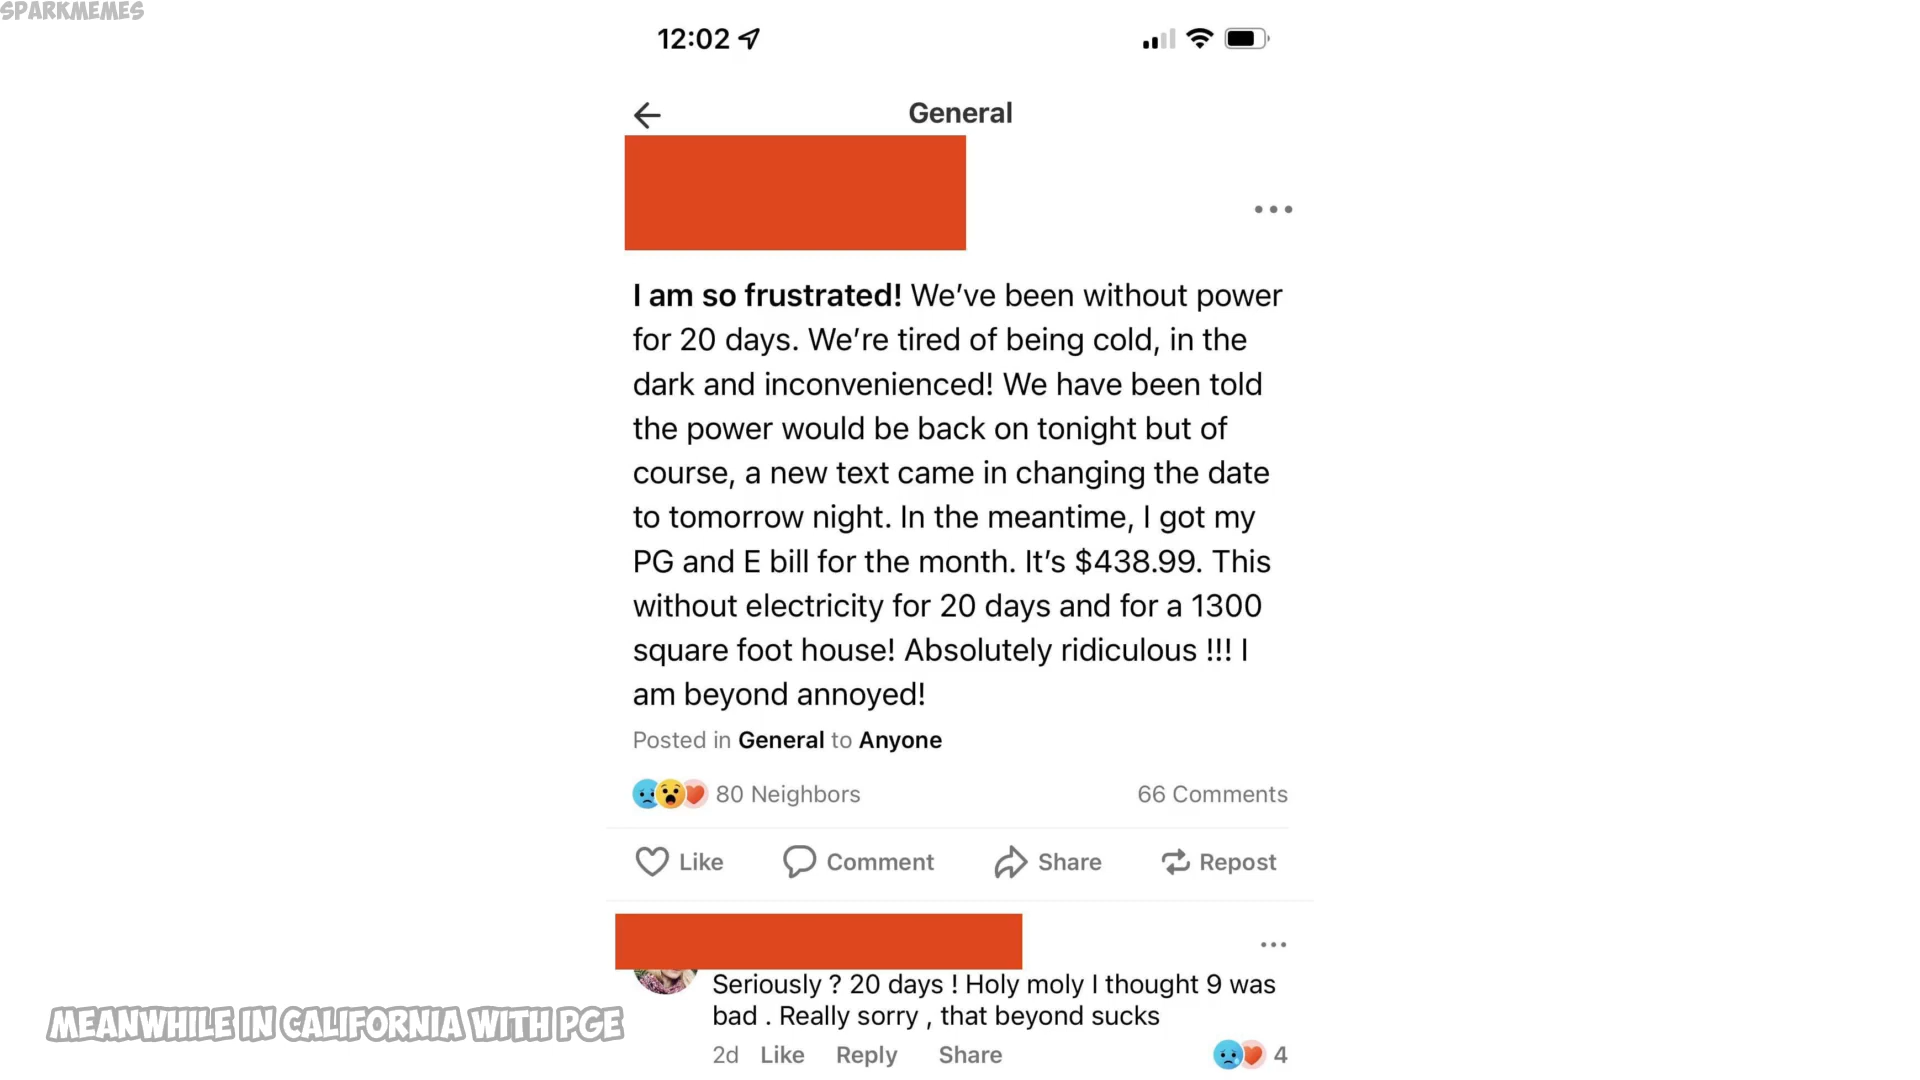 SPARKMEMES
12:02
General
I am so frustrated! We’ve been without power
for 20 days. We’re tired of being cold, in the
dark and inconvenienced! We have been told
the power would be back on tonight but of
course, a new text came in changing the date
to tomorrow night. In the meantime, I got my
PG and E bill for the month. It’s $438.99. This
without electricity for 20 days and for a 1300
square foot house! Absolutely ridiculous !!! I
am beyond annoyed!
Posted in General to Anyone
80 Neighbors 66 Comments
Like Comment Share Repost
Seriously ? 20 days ! Holy moly I thought 9 was
bad . Really sorry , that beyond sucks
2d Like Reply Share 4
MEANWHILE IN CALIFORNIA WITH PGE